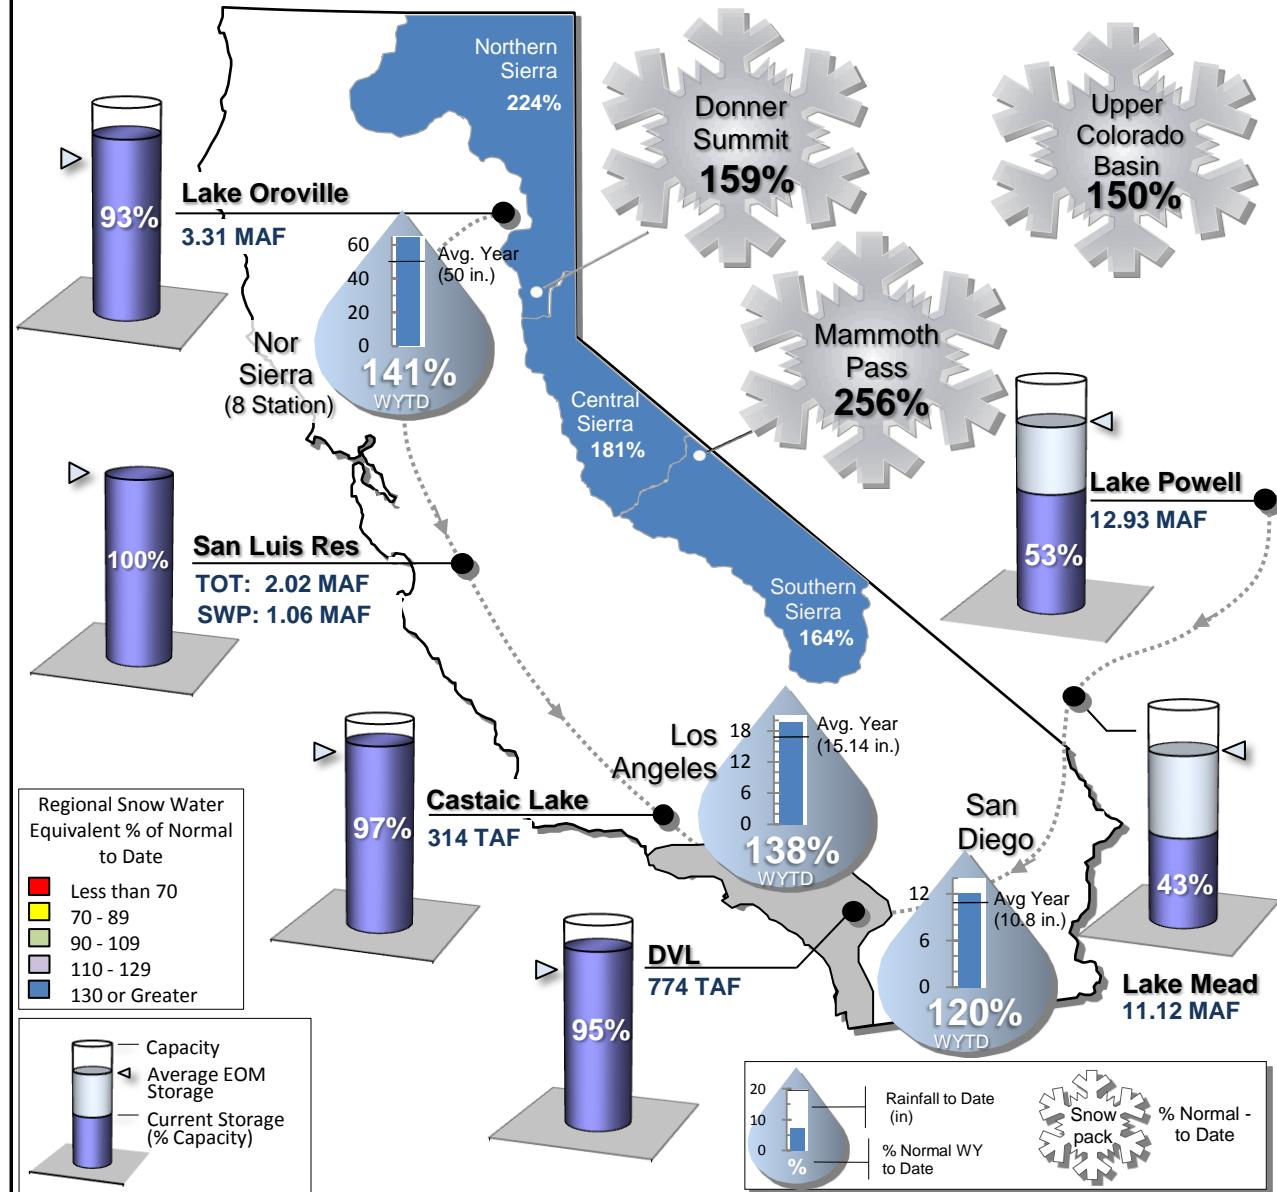 Northern
Sierra
224%
Donner
Summit
159%
Upper
Colorado
Basin
150%
93%
Lake Oroville
3.31 MAF
60
40
20
0
Avg. Year
(50 in.)
141%
WYTD
Nor
Sierra
(8 Station)
Mammoth
Pass
256%
Central
Sierra
181%
Lake Powell
12.93 MAF
53%
100%
San Luis Res
TOT: 2.02 MAF
SWP: 1.06 MAF
Southern
Sierra
164%
Los
Angeles
18
12
6
0
Avg. Year
(15.14 in.)
138%
WYTD
97%
Castaic Lake
314 TAF
San
Diego
12
6
0
Avg Year
(10.8 in.)
120%
WYTD
43%
Lake Mead
11.12 MAF
95%
DVL
774 TAF
Regional Snow Water
Equivalent % of Normal
to Date
Less than 70
70 - 89
90 - 109
110 - 129
130 or Greater
Capacity
Average EOM
Storage
Current Storage
(% Capacity)
20
10
0
%
Rainfall to Date
(in)
% Normal WY
to Date
Snow
pack
% Normal -
to Date